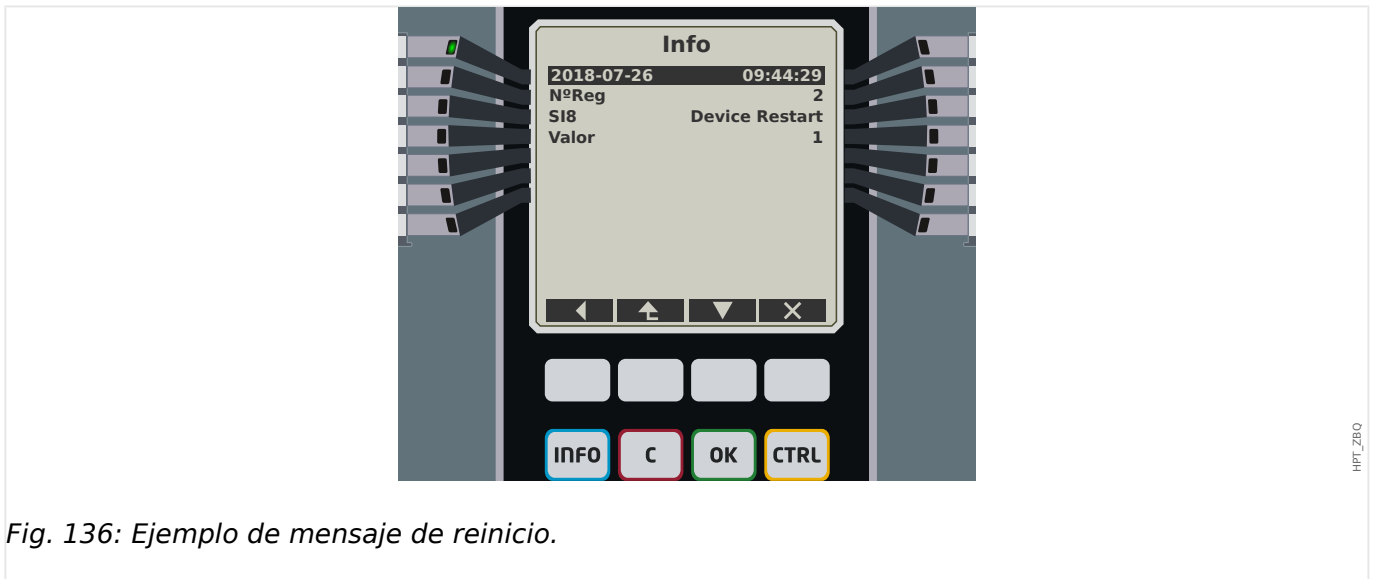 Info
2018-07-26 09:44:29
NºReg 2
SI8 Device Restart
Valor 1
INFO C OK CTRL
HPT_ZBQ
Fig. 136: Ejemplo de mensaje de reinicio.